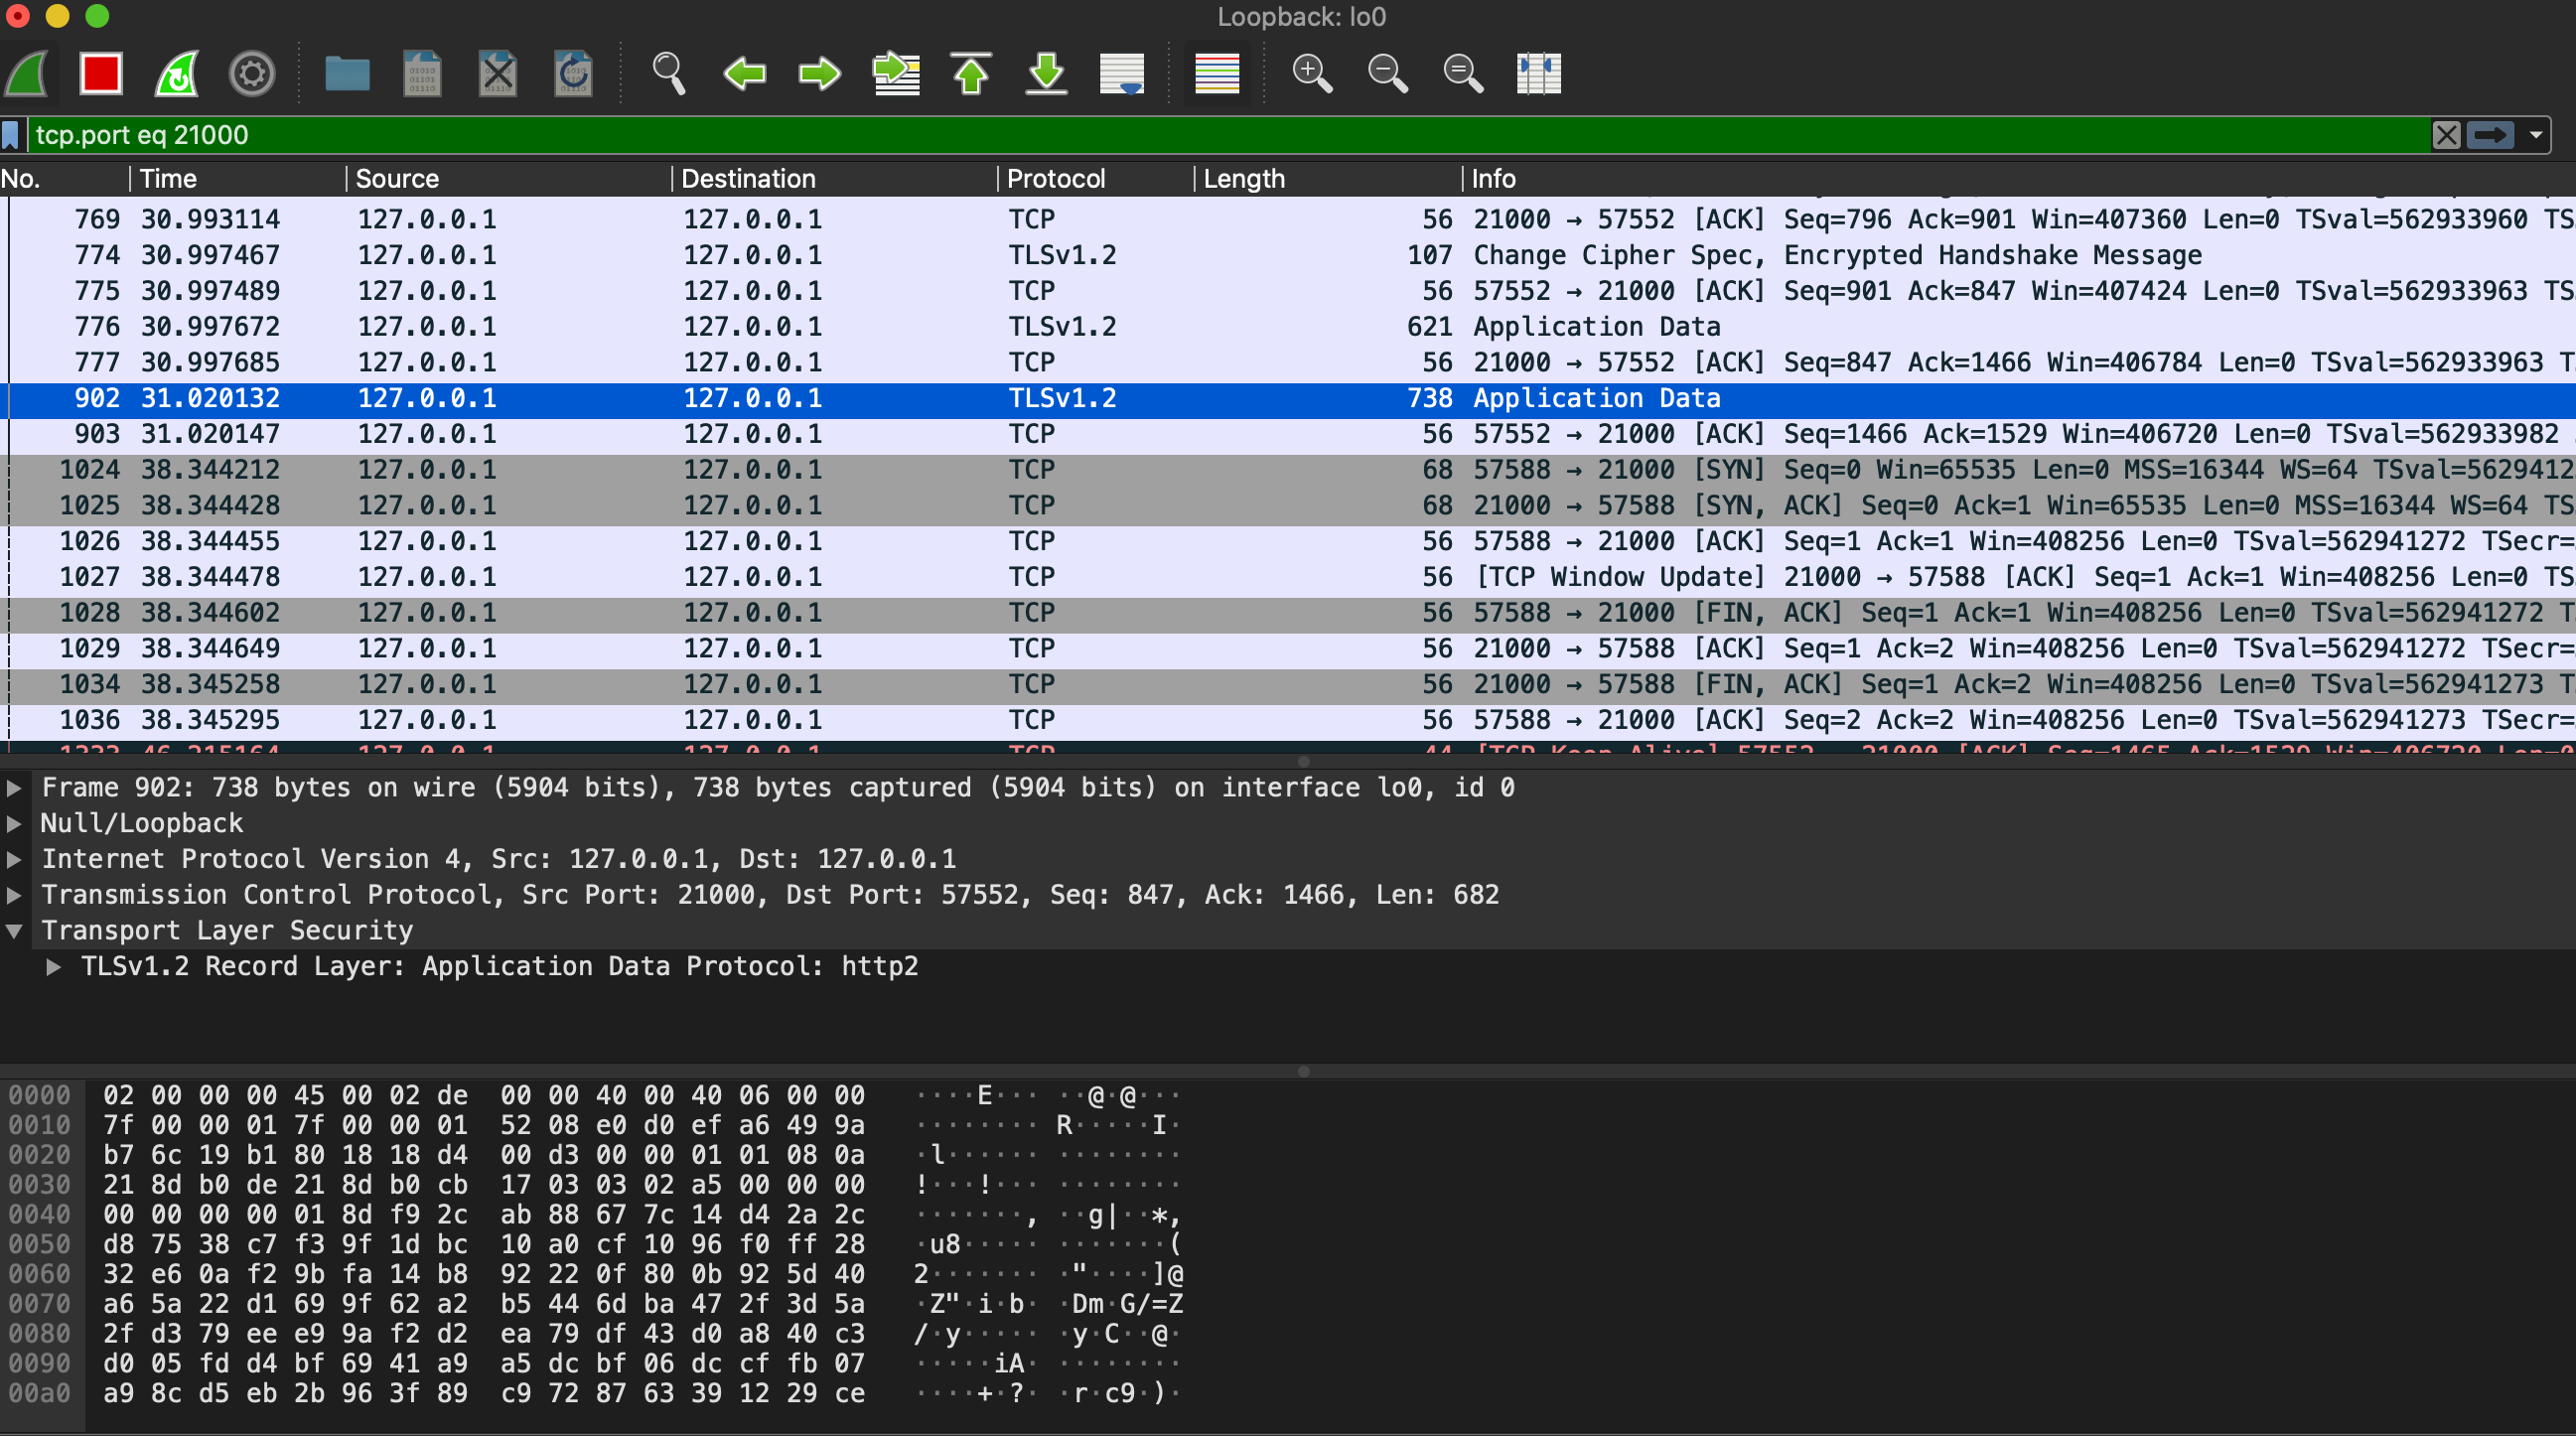 Loopback: lo0
tcp.port eq 21000
No. Time Source Destination Protocol Length Info
769 30.993114 127.0.0.1 127.0.0.1 TCP 56 21000 → 57552 [ACK] Seq=796 Ack=901 Win=407360 Len=0 TSval=562933960 TS
774 30.997467 127.0.0.1 127.0.0.1 TLSv1.2 107 Change Cipher Spec, Encrypted Handshake Message
775 30.997489 127.0.0.1 127.0.0.1 TCP 56 57552 → 21000 [ACK] Seq=901 Ack=847 Win=407424 Len=0 TSval=562933963 TS
776 30.997672 127.0.0.1 127.0.0.1 TLSv1.2 621 Application Data
777 30.997685 127.0.0.1 127.0.0.1 TCP 56 21000 → 57552 [ACK] Seq=847 Ack=1466 Win=406784 Len=0 TSval=562933963 T
902 31.020132 127.0.0.1 127.0.0.1 TLSv1.2 738 Application Data
903 31.020147 127.0.0.1 127.0.0.1 TCP 56 57552 → 21000 [ACK] Seq=1466 Ack=1529 Win=406720 Len=0 TSval=562933982
1024 38.344212 127.0.0.1 127.0.0.1 TCP 68 57588 → 21000 [SYN] Seq=0 Win=65535 Len=0 MSS=16344 WS=64 TSval=5629412
1025 38.344428 127.0.0.1 127.0.0.1 TCP 68 21000 → 57588 [SYN, ACK] Seq=0 Ack=1 Win=65535 Len=0 MSS=16344 WS=64 TS
1026 38.344455 127.0.0.1 127.0.0.1 TCP 56 57588 → 21000 [ACK] Seq=1 Ack=1 Win=408256 Len=0 TSval=562941272 TSecr=
1027 38.344478 127.0.0.1 127.0.0.1 TCP 56 [TCP Window Update] 21000 → 57588 [ACK] Seq=1 Ack=1 Win=408256 Len=0 TS
1028 38.344602 127.0.0.1 127.0.0.1 TCP 56 57588 → 21000 [FIN, ACK] Seq=1 Ack=1 Win=408256 Len=0 TSval=562941272 T
1029 38.344649 127.0.0.1 127.0.0.1 TCP 56 21000 → 57588 [ACK] Seq=1 Ack=2 Win=408256 Len=0 TSval=562941272 TSecr=
1034 38.345258 127.0.0.1 127.0.0.1 TCP 56 21000 → 57588 [FIN, ACK] Seq=1 Ack=2 Win=408256 Len=0 TSval=562941273 T
1036 38.345295 127.0.0.1 127.0.0.1 TCP 56 57588 → 21000 [ACK] Seq=2 Ack=2 Win=408256 Len=0 TSval=562941273 TSecr=
Frame 902: 738 bytes on wire (5904 bits), 738 bytes captured (5904 bits) on interface lo0, id 0
Null/Loopback
Internet Protocol Version 4, Src: 127.0.0.1, Dst: 127.0.0.1
Transmission Control Protocol, Src Port: 21000, Dst Port: 57552, Seq: 847, Ack: 1466, Len: 682
Transport Layer Security
TLSv1.2 Record Layer: Application Data Protocol: http2
0000 02 00 00 00 45 00 02 de 00 00 40 00 40 06 00 00 ····E··· ··@·@···
0010 7f 00 00 01 7f 00 00 01 52 08 e0 d0 ef a6 49 9a ········ R·····I·
0020 b7 6c 19 b1 80 18 18 d4 00 d3 00 00 01 01 08 0a ·l······ ········
0030 21 8d b0 de 21 8d b0 cb 17 03 03 02 a5 00 00 00 !···!··· ········
0040 00 00 00 00 01 8d f9 2c ab 88 67 7c 14 d4 2a 2c ·······, ··g|··*,
0050 d8 75 38 c7 f3 9f 1d bc 10 a0 cf 10 96 f0 ff 28 ·u8····· ·······(
0060 32 e6 0a f2 9b fa 14 b8 92 22 0f 80 0b 92 5d 40 2······· ·"····]@
0070 a6 5a 22 d1 69 9f 62 a2 b5 44 6d ba 47 2f 3d 5a ·Z"·i·b· ·Dm·G/=Z
0080 2f d3 79 ee e9 9a f2 d2 ea 79 df 43 d0 a8 40 c3 /·y····· ·y·C··@·
0090 d0 05 fd d4 bf 69 41 a9 a5 dc bf 06 dc cf fb 07 ·····iA· ········
00a0 a9 8c d5 eb 2b 96 3f 89 c9 72 87 63 39 12 29 ce ····+·?· ·r·c9·)·